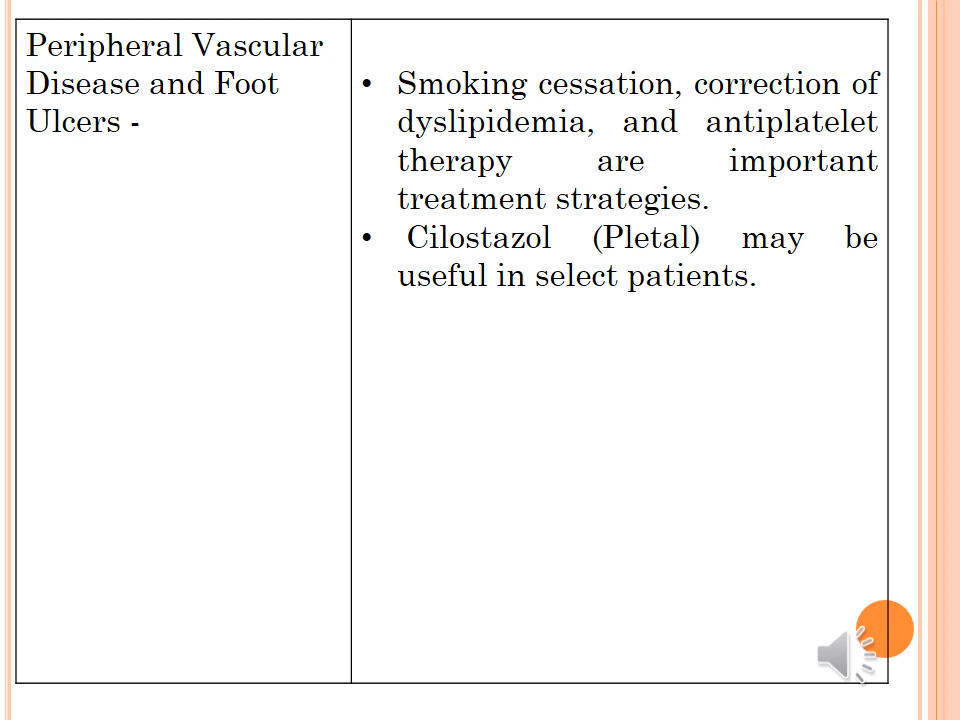 Peripheral Vascular
Disease and Foot
Ulcers -
• Smoking cessation, correction of
dyslipidemia, and antiplatelet
therapy are important
treatment strategies.
• Cilostazol (Pletal) may be
useful in select patients.